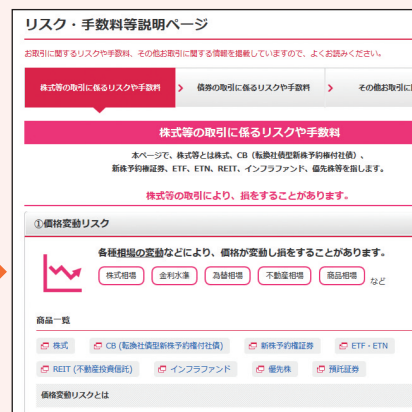 リスク・手数料等説明ページ
お取引に関するリスクや手数料、その他お取引に関する情報を掲載していますので、よくお読みください。
株式等の取引に係るリスクや手数料
債券の取引に係るリスクや手数料
その他お取引に
株式等の取引に係るリスクや手数料
本ページで、株式等とは株式、CB（転換社債型新株予約権付社債）、
新株予約権証券、ETF、ETN、REIT、インフラファンド、優先株等を指します。
株式等の取引により、損をすることがあります。
①価格変動リスク
各種相場の変動などにより、価格が変動し損をすることがあります。
株式相場 金利水準 為替相場 不動産相場 商品相場 など
商品一覧
株式 CB (転換社債型新株予約権付社債) 新株予約権証券 ETF・ETN
REIT (不動産投資信託) インフラファンド 優先株 預託証券
価格変動リスクとは